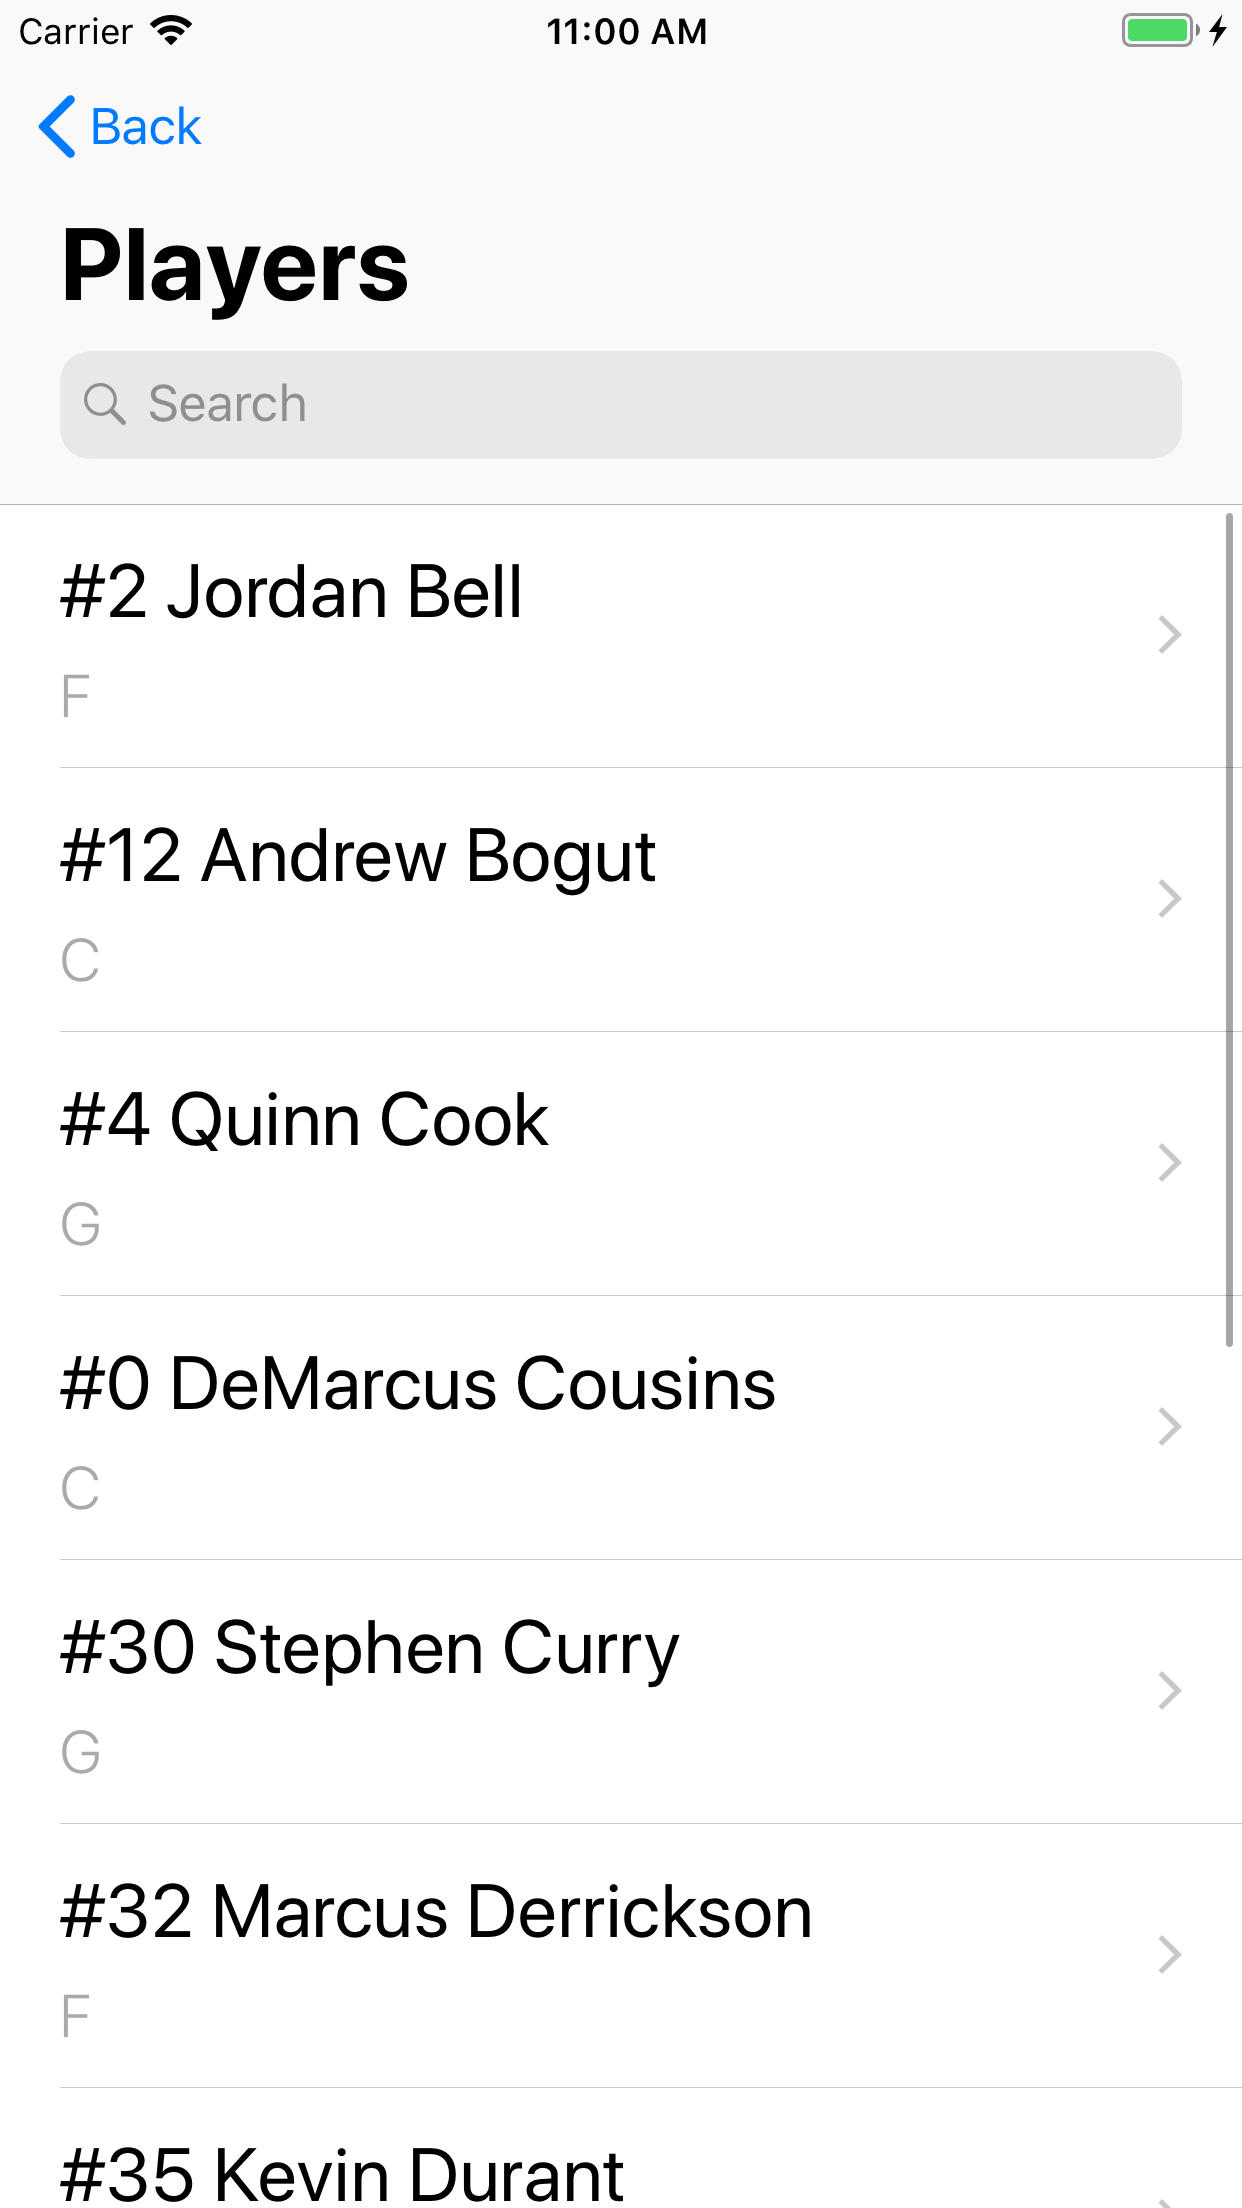 Carrier 11:00 AM
Back
Players
Search
#2 Jordan Bell
F
#12 Andrew Bogut
C
#4 Quinn Cook
G
#0 DeMarcus Cousins
C
#30 Stephen Curry
G
#32 Marcus Derrickson
F
#35 Kevin Durant